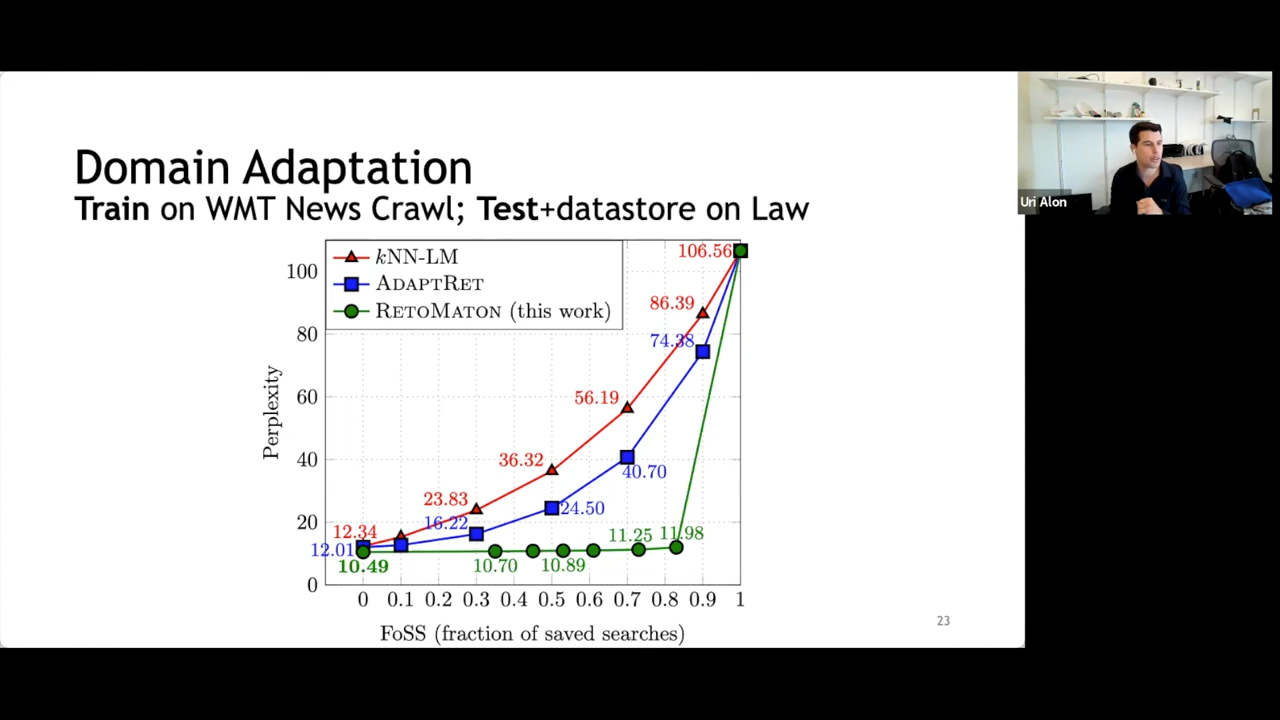 Domain Adaptation
Train on WMT News Crawl; Test+datastore on Law
Uri Alon
kNN-LM
ADAPTRET
RETOMATON (this work)
Perplexity
100
80
60
40
20
0
106.56
86.39
74.38
56.19
40.70
36.32
24.50
23.83
16.22
12.34
12.01
10.49
10.70
10.89
11.25
11.98
0 0.1 0.2 0.3 0.4 0.5 0.6 0.7 0.8 0.9 1
FoSS (fraction of saved searches)
23